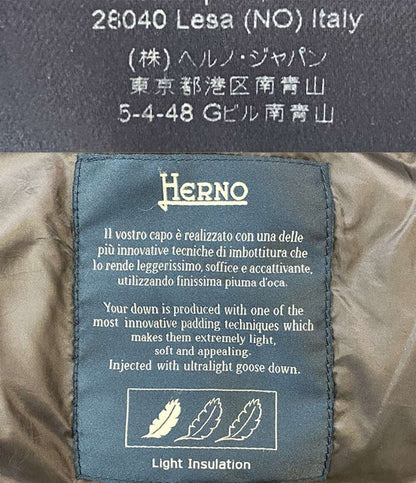 28040 Lesa (NO) Italy
(株)ヘルノ・ジャパン
東京都港区南青山
5-4-48 Gビル南青山
HERNO
Il vostro capo è realizzato con una delle
più innovative tecniche di imbottitura che
lo rende leggerissimo, soffice e accattivante,
utilizzando finissima piuma d'oca.
Your down is produced with one of the
most innovative padding techniques which
makes them extremely light,
soft and appealing.
Injected with ultralight goose down.
Light Insulation